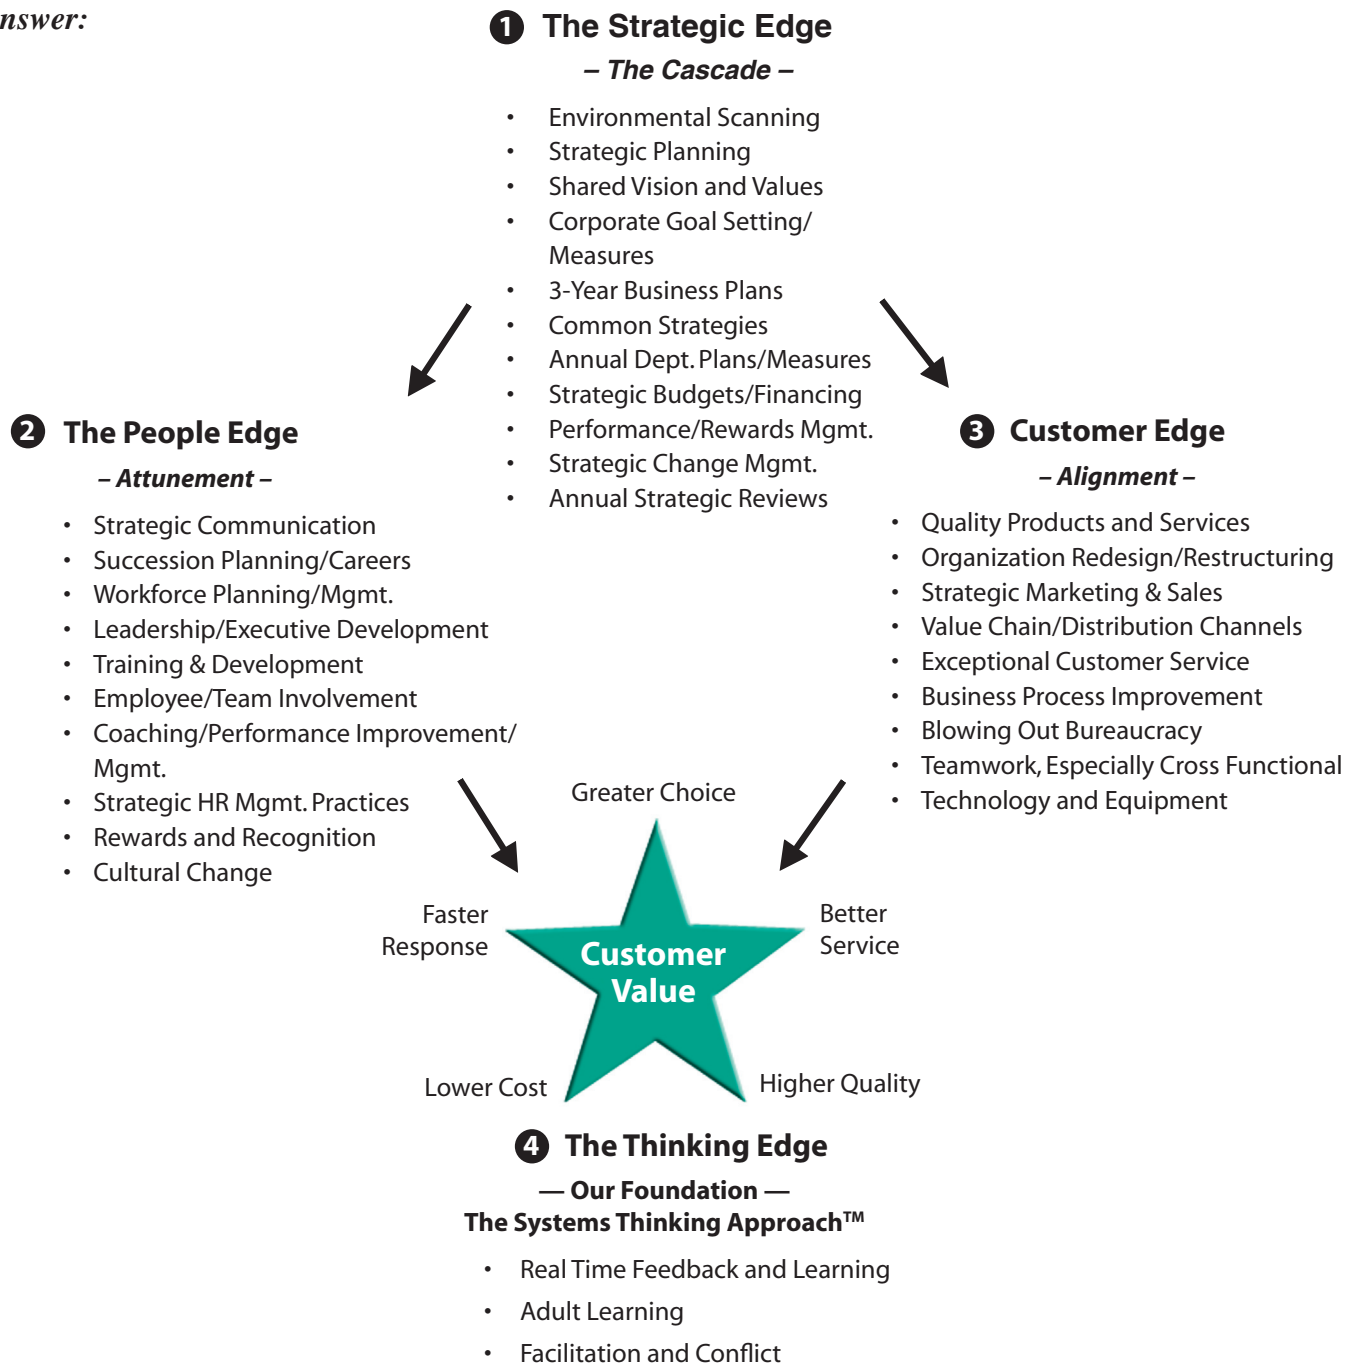 nswer:
1 The Strategic Edge
– The Cascade –
• Environmental Scanning
• Strategic Planning
• Shared Vision and Values
• Corporate Goal Setting/
Measures
• 3-Year Business Plans
• Common Strategies
• Annual Dept. Plans/Measures
• Strategic Budgets/Financing
• Performance/Rewards Mgmt.
• Strategic Change Mgmt.
• Annual Strategic Reviews
2 The People Edge
– Attunement –
• Strategic Communication
• Succession Planning/Careers
• Workforce Planning/Mgmt.
• Leadership/Executive Development
• Training & Development
• Employee/Team Involvement
• Coaching/Performance Improvement/
Mgmt.
• Strategic HR Mgmt. Practices
• Rewards and Recognition
• Cultural Change
3 Customer Edge
– Alignment –
• Quality Products and Services
• Organization Redesign/Restructuring
• Strategic Marketing & Sales
• Value Chain/Distribution Channels
• Exceptional Customer Service
• Business Process Improvement
• Blowing Out Bureaucracy
• Teamwork, Especially Cross Functional
• Technology and Equipment
Greater Choice
Faster
Response
Better
Service
Customer
Value
Lower Cost
Higher Quality
4 The Thinking Edge
— Our Foundation —
The Systems Thinking Approach™
• Real Time Feedback and Learning
• Adult Learning
• Facilitation and Conflict